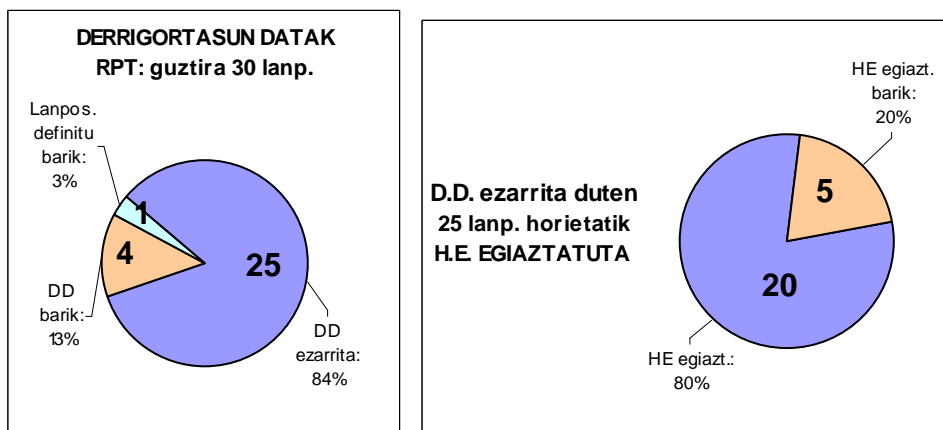 DERRIGORTASUN DATAK
RPT: guztira 30 lanp.
Lanpos.
definitu
barik:
3%
1
4
25
DD
barik:
13%
DD
ezarrita:
84%
D.D. ezarrita duten
25 lanp. horietatik
H.E. EGIAZTATUTA
HE egiazt.
barik:
20%
5
20
HE egiazt.:
80%